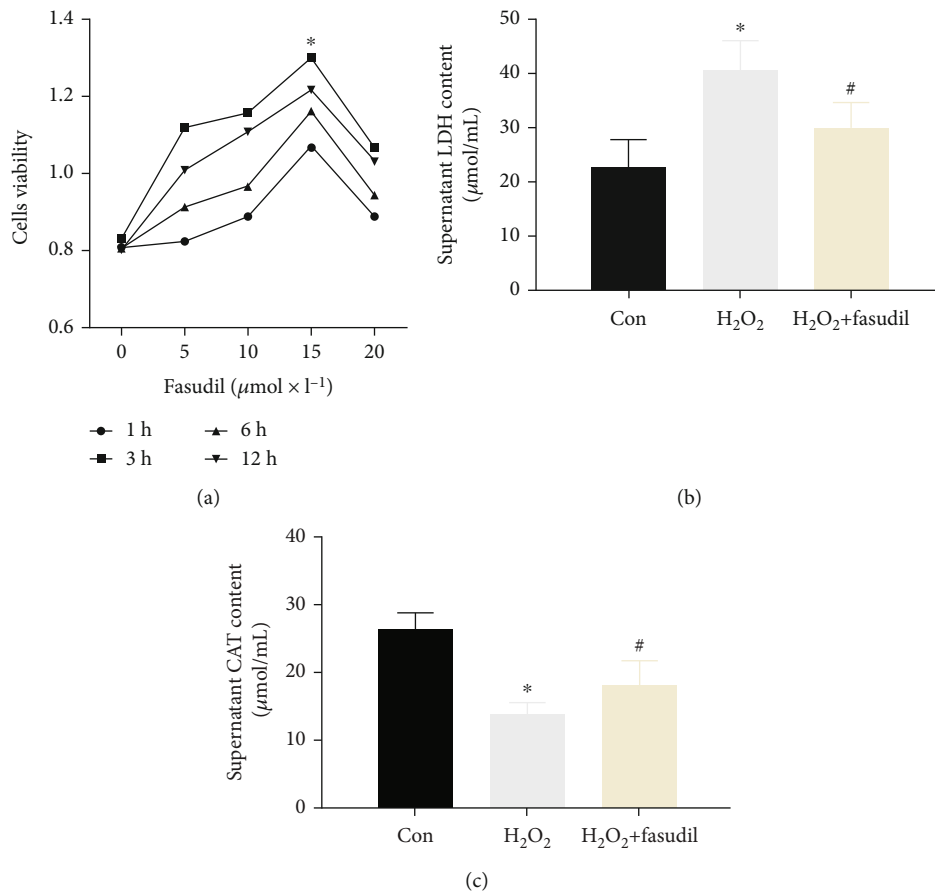 1.4
1.2
1.0
0.8
0.6
Cells viability
*
0 5 10 15 20
Fasudil (μmol × l⁻¹)
1 h 6 h
3 h 12 h
(a)
50
40
30
20
10
0
Supernatant LDH content
(μmol/mL)
*
#
Con H₂O₂ H₂O₂+fasudil
(b)
40
30
20
10
0
Supernatant CAT content
(μmol/mL)
*
#
Con H₂O₂ H₂O₂+fasudil
(c)